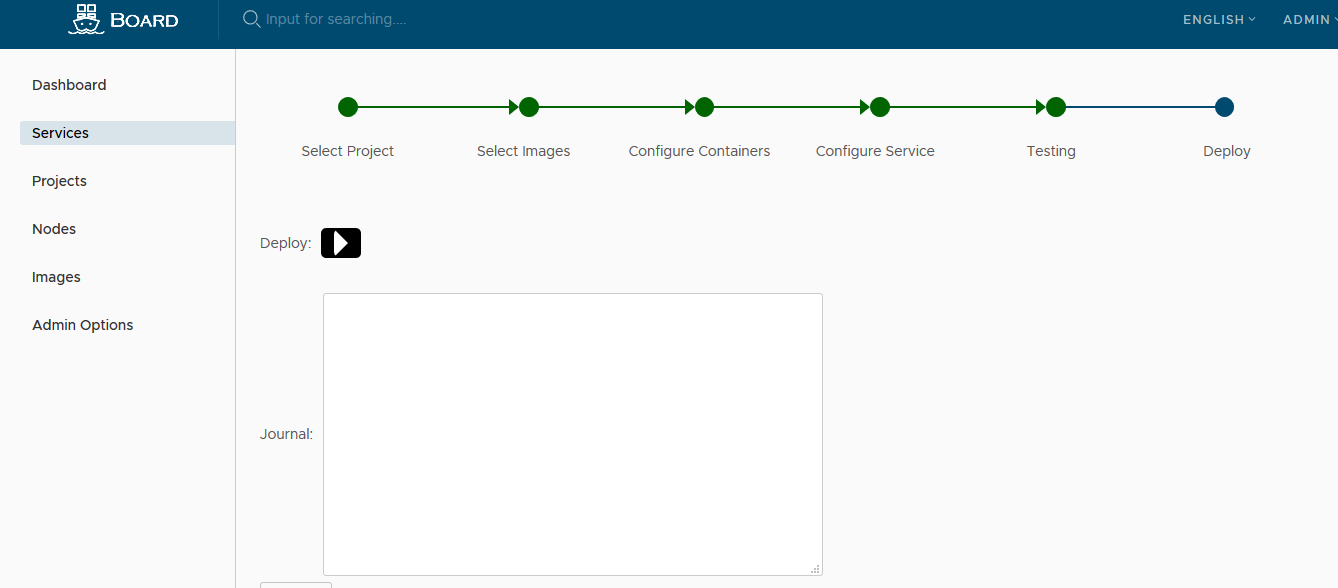 BOARD
Input for searching....
ENGLISH
ADMIN
Dashboard
Services
Projects
Nodes
Images
Admin Options
Select Project
Select Images
Configure Containers
Configure Service
Testing
Deploy
Deploy:
Journal: